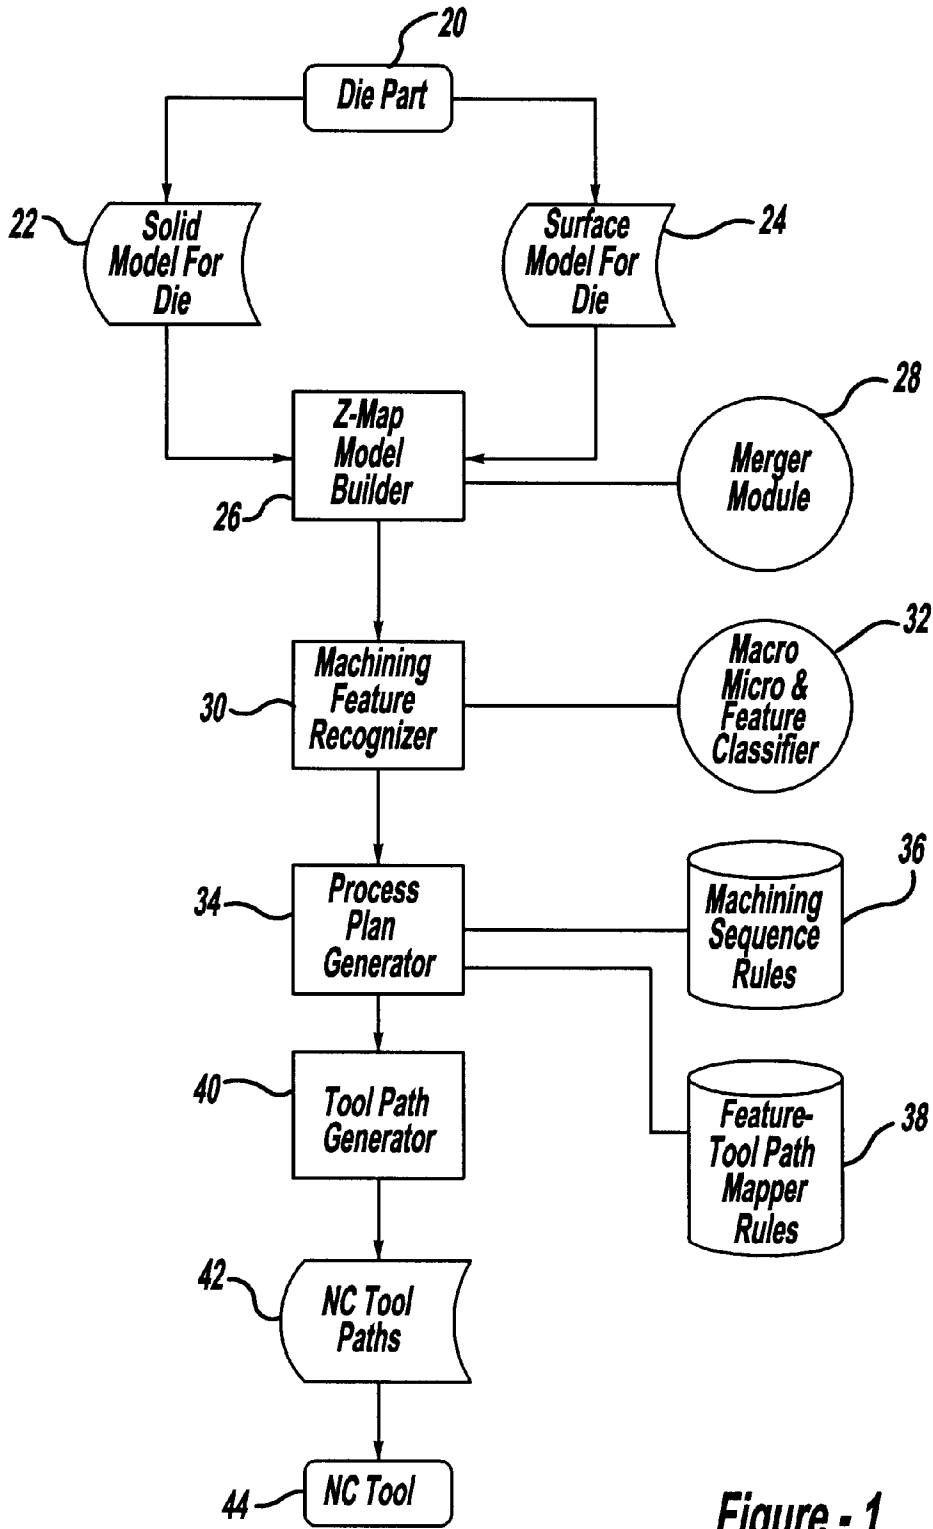 20
Die Part
22
Solid
Model For
Die
Surface
Model For
Die
24
Z-Map
Model
Builder
26
28
Merger
Module
30
Machining
Feature
Recognizer
32
Macro
Micro &
Feature
Classifier
34
Process
Plan
Generator
36
Machining
Sequence
Rules
40
Tool Path
Generator
38
Feature-
Tool Path
Mapper
Rules
42
NC Tool
Paths
44
NC Tool
Figure - 1